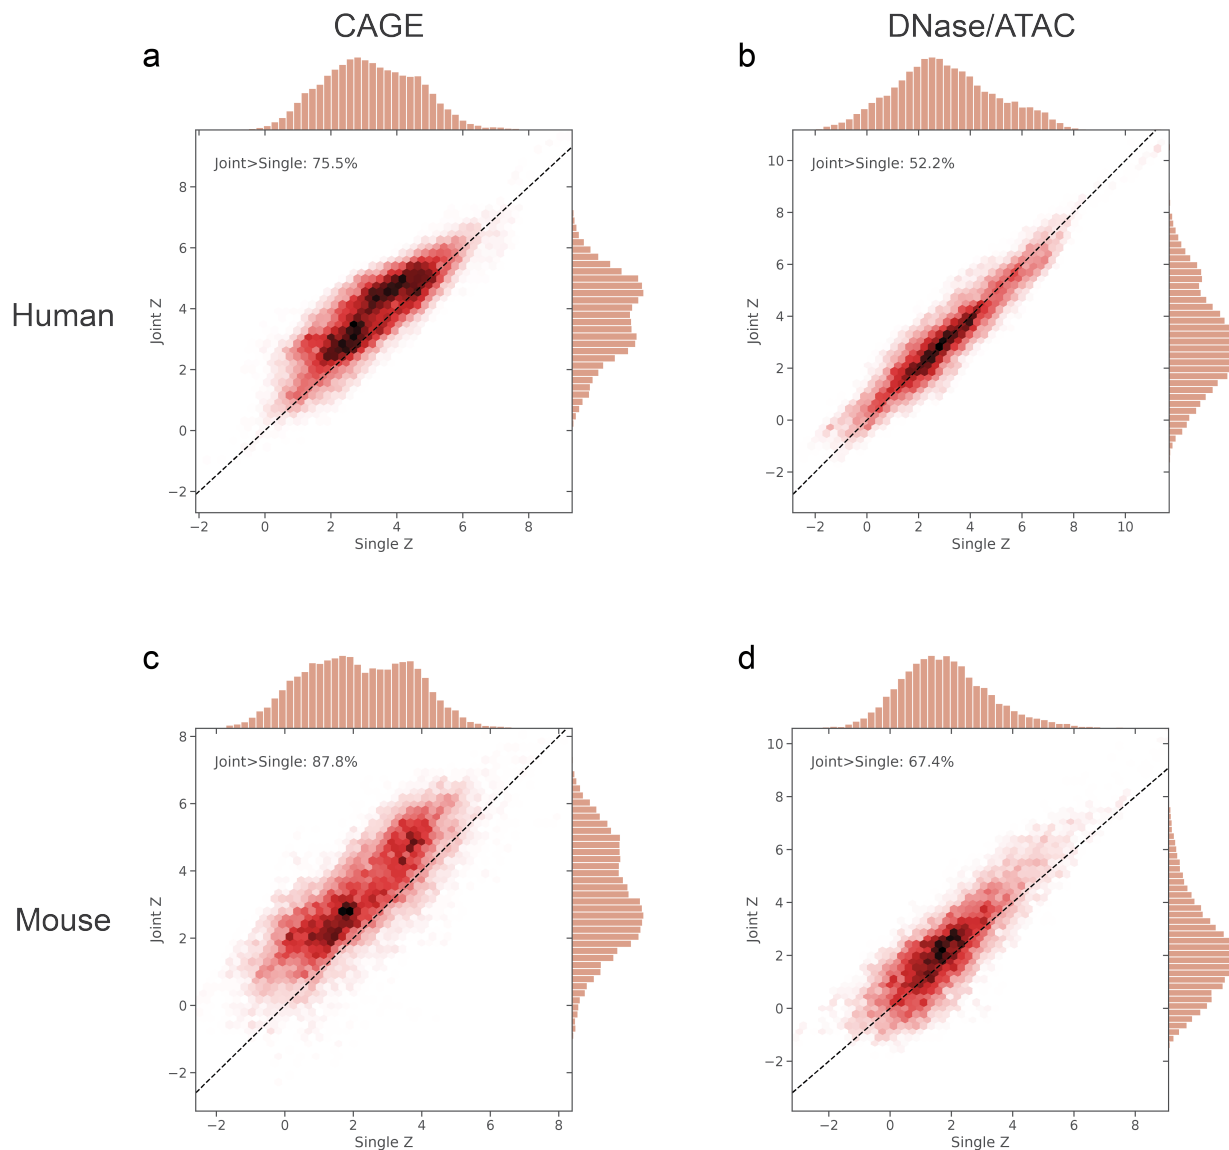 CAGE
DNase/ATAC
a
b
Human
Joint>Single: 75.5%
Joint Z
8
6
4
2
0
−2
−2 0 2 4 6 8
Single Z
Joint>Single: 52.2%
Joint Z
10
8
6
4
2
0
−2
−2 0 2 4 6 8 10
Single Z
c
d
Mouse
Joint>Single: 87.8%
Joint Z
8
6
4
2
0
−2
−2 0 2 4 6 8
Single Z
Joint>Single: 67.4%
Joint Z
10
8
6
4
2
0
−2
−2 0 2 4 6 8
Single Z